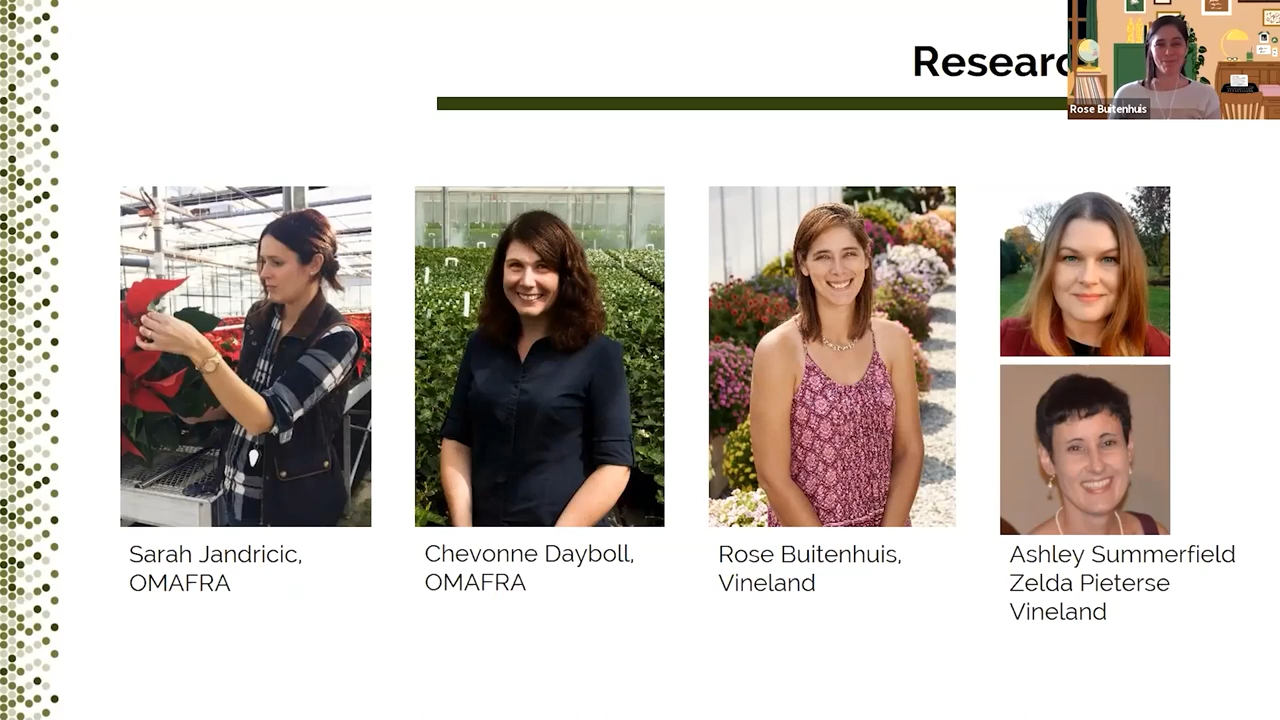 Researc
Rose Buitenhuis
Sarah Jandricic,
OMAFRA
Chevonne Dayboll,
OMAFRA
Rose Buitenhuis,
Vineland
Ashley Summerfield
Zelda Pieterse
Vineland